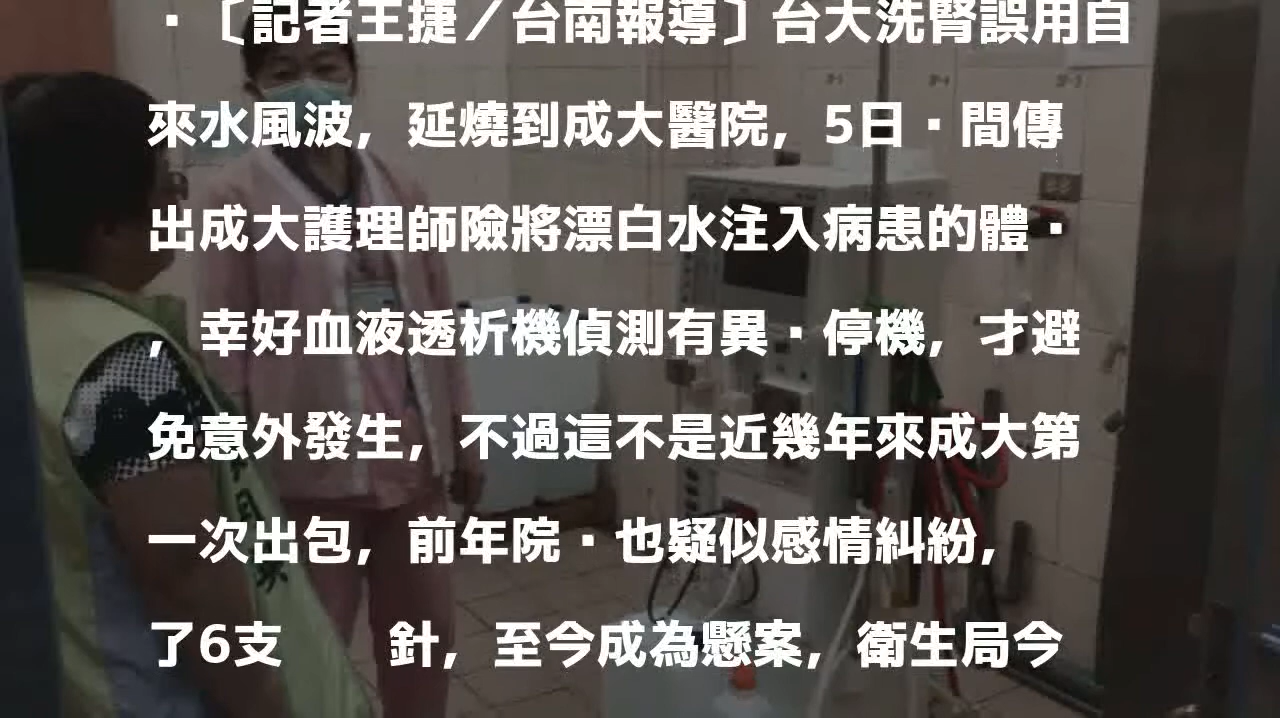 ▪〔記者王捷／台南報導〕台大洗腎誤用自
來水風波，延燒到成大醫院，5日▪間傳
出成大護理師險將漂白水注入病患的體▪
，幸好血液透析機偵測有異▪停機，才避
免意外發生，不過這不是近幾年來成大第
一次出包，前年院▪也疑似感情糾紛，
了6支　　針，至今成為懸案，衛生局今